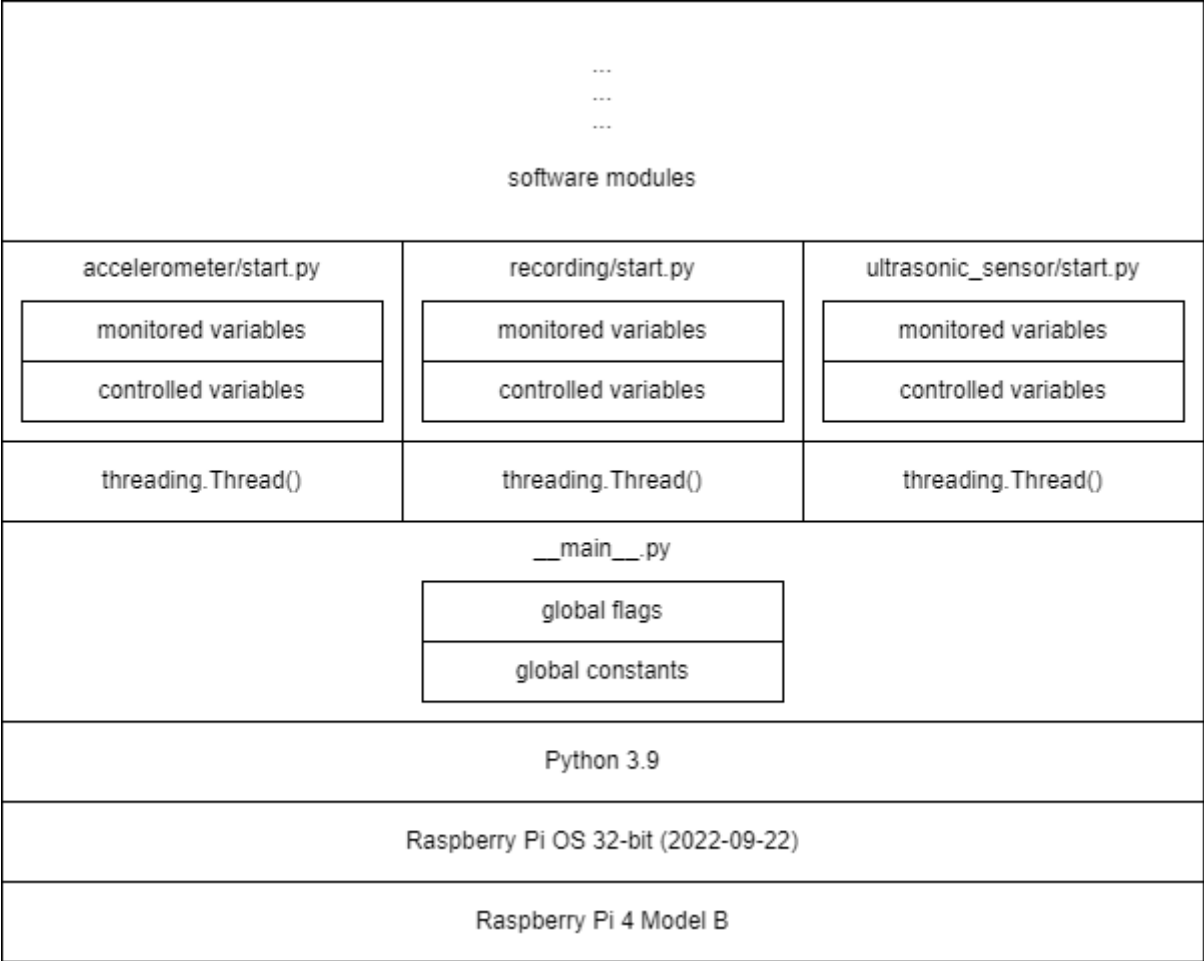 ...
...
...
software modules
accelerometer/start.py
monitored variables
controlled variables
recording/start.py
monitored variables
controlled variables
ultrasonic_sensor/start.py
monitored variables
controlled variables
threading.Thread()
threading.Thread()
threading.Thread()
__main__.py
global flags
global constants
Python 3.9
Raspberry Pi OS 32-bit (2022-09-22)
Raspberry Pi 4 Model B